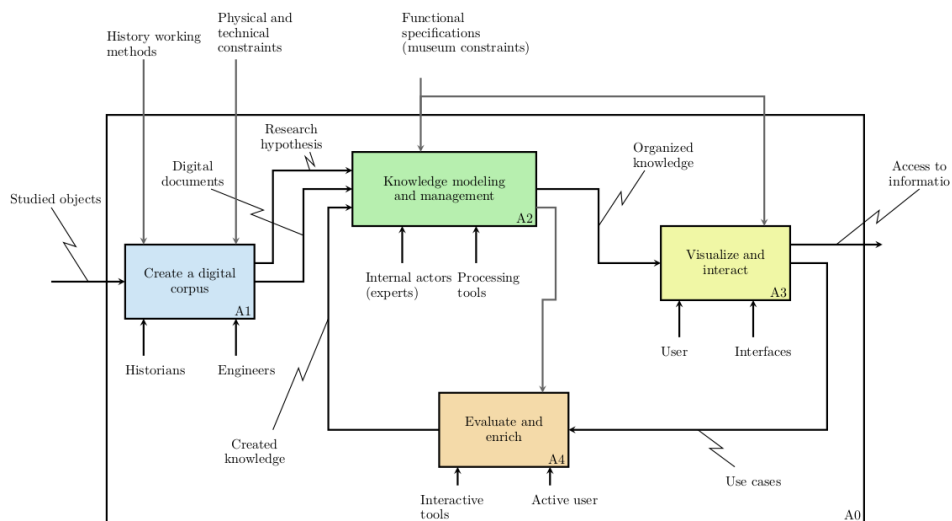 Physical and
technical
constraints
Functional
specifications
(museum constraints)
History working
methods
Research
hypothesis
Digital
documents
Organized
knowledge
Access to
informatio
Studied objects
Knowledge modeling
and management
A2
Create a digital
corpus
A1
Visualize and
interact
A3
Internal actors
(experts)
Processing
tools
Historians
Engineers
User
Interfaces
Evaluate and
enrich
A4
Created
knowledge
Use cases
Interactive
tools
Active user
A0